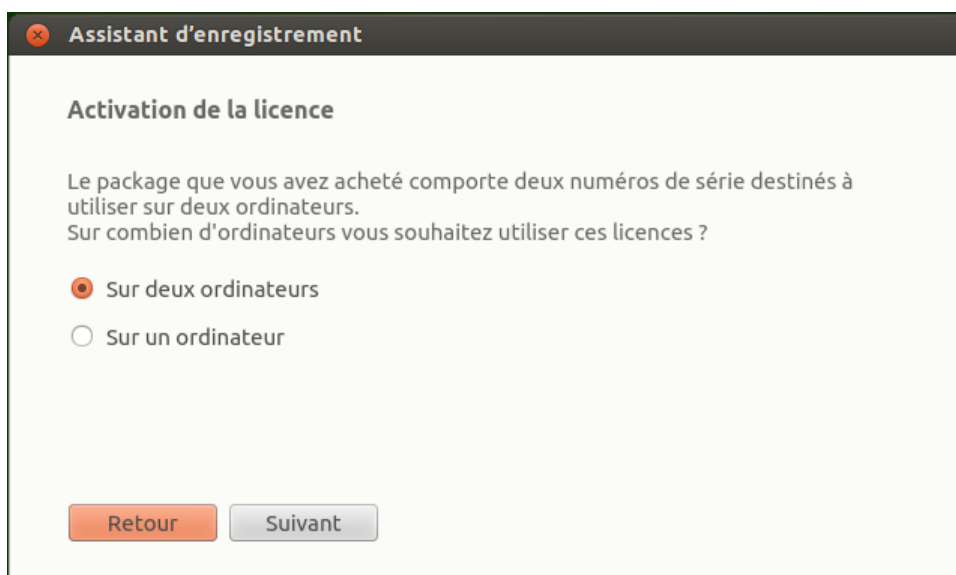 Assistant d’enregistrement
Activation de la licence
Le package que vous avez acheté comporte deux numéros de série destinés à
utiliser sur deux ordinateurs.
Sur combien d'ordinateurs vous souhaitez utiliser ces licences ?
Sur deux ordinateurs
Sur un ordinateur
Retour Suivant